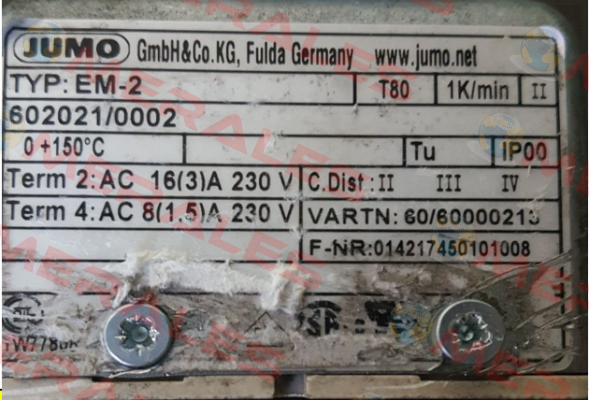 JUMO GmbH&Co.KG, Fulda Germany www.jumo.net
TYP: EM-2 T80 1K/min II
602021/0002
0 +150°C Tu IP00
Term 2: AC 16(3)A 230 V C.Dist: II III IV
Term 4: AC 8(1.5)A 230 V VARTN: 60/60000213
F-NR:014217450101008